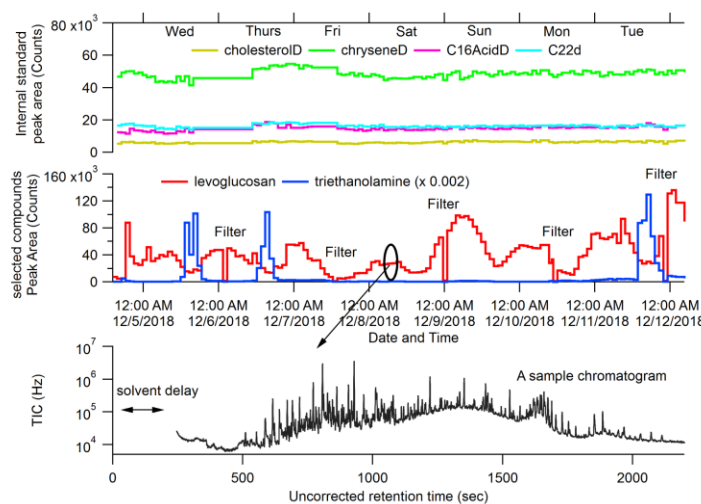 80 x10³
Wed Thurs Fri Sat Sun Mon Tue
cholesterolD chryseneD C16AcidD C22d
60
40
20
0
Internal standard
peak area (Counts)
160 x10³
levoglucosan triethanolamine (x 0.002)
Filter
Filter
Filter
Filter
Filter
120
80
40
0
selected compounds
Peak Area (Counts)
12:00 AM 12:00 AM 12:00 AM 12:00 AM 12:00 AM 12:00 AM 12:00 AM 12:00 AM
12/5/2018 12/6/2018 12/7/2018 12/8/2018 12/9/2018 12/10/2018 12/11/2018 12/12/2018
Date and Time
10⁷
10⁶
10⁵
10⁴
TIC (Hz)
solvent delay
A sample chromatogram
0 500 1000 1500 2000
Uncorrected retention time (sec)